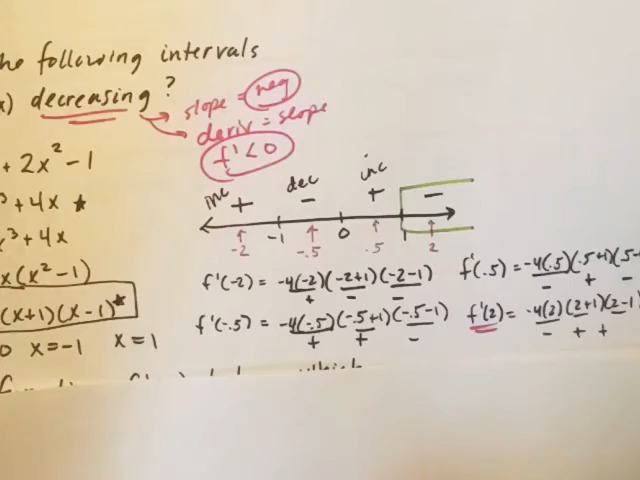 the following intervals
x) decreasing ?
slope = neg
deriv = slope
f' < 0
+ 2x² - 1
³ + 4x ★
x³ + 4x
x(x² - 1)
(x+1)(x-1)★
0 x = -1 x = 1
inc dec inc
+ - + -
-1 0 1
-2 -.5 .5 2
f'(-2) = -4(-2)(-2+1)(-2-1)
+ - -
f'(-.5) = -4(-.5)(-.5+1)(-.5-1)
+ + -
f'(.5) = -4(.5)(.5+1)(.5-
- + -
f'(2) = -4(2)(2+1)(2-1)
- + +